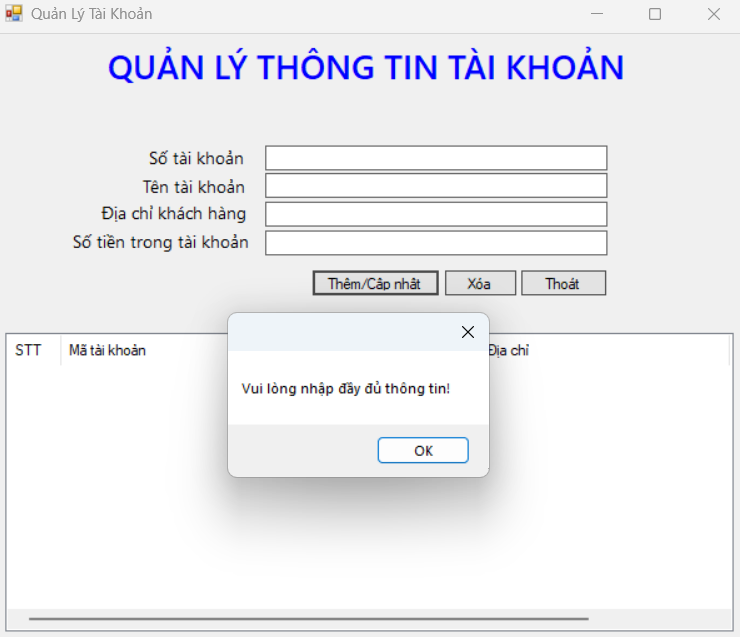 Quản Lý Tài Khoản
QUẢN LÝ THÔNG TIN TÀI KHOẢN
Số tài khoản
Tên tài khoản
Địa chỉ khách hàng
Số tiền trong tài khoản
Thêm/Cập nhật Xóa Thoát
STT Mã tài khoản Địa chỉ
Vui lòng nhập đầy đủ thông tin!
OK